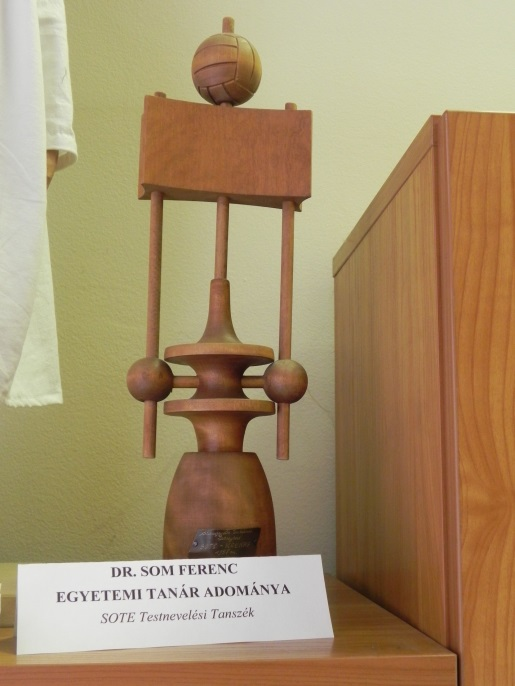 DR. SOM FERENC
EGYETEMI TANÁR ADOMÁNYA
SOTE Testnevelési Tanszék